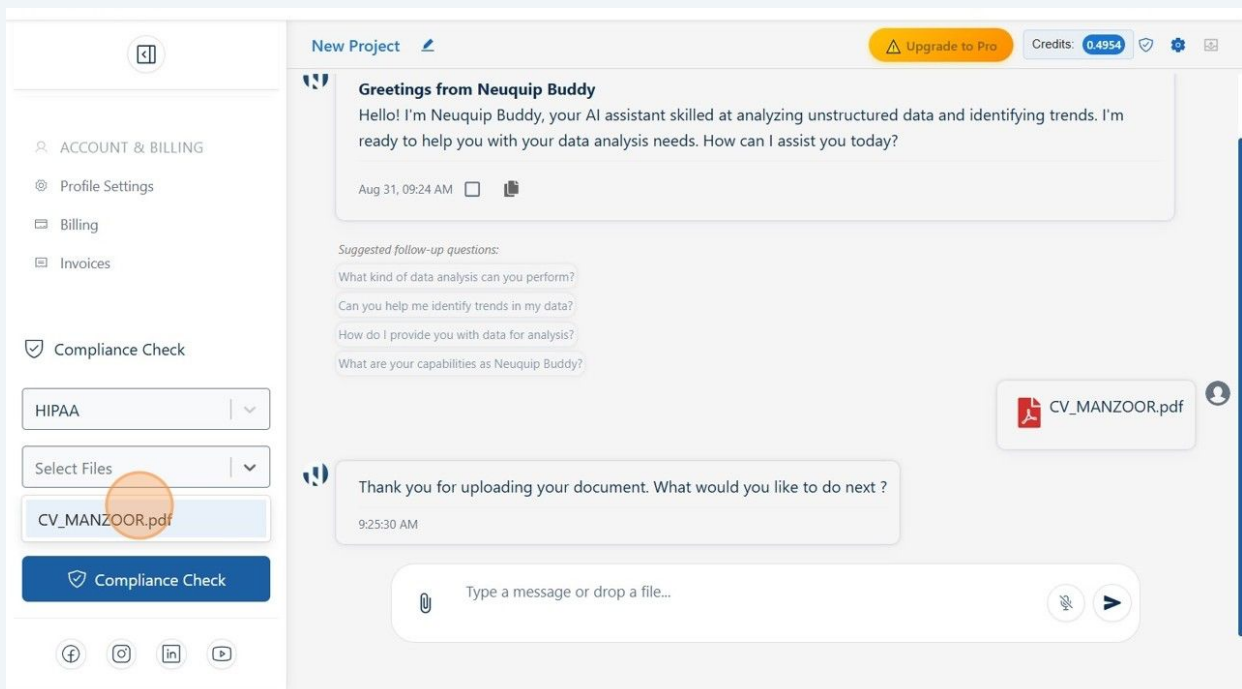 New Project
Upgrade to Pro
Credits: 0.4954
ACCOUNT & BILLING
Profile Settings
Billing
Invoices
Compliance Check
HIPAA
Select Files
CV_MANZOOR.pdf
Compliance Check
Greetings from Neuquip Buddy
Hello! I'm Neuquip Buddy, your AI assistant skilled at analyzing unstructured data and identifying trends. I'm
ready to help you with your data analysis needs. How can I assist you today?
Aug 31, 09:24 AM
Suggested follow-up questions:
What kind of data analysis can you perform?
Can you help me identify trends in my data?
How do I provide you with data for analysis?
What are your capabilities as Neuquip Buddy?
CV_MANZOOR.pdf
Thank you for uploading your document. What would you like to do next ?
9:25:30 AM
Type a message or drop a file...